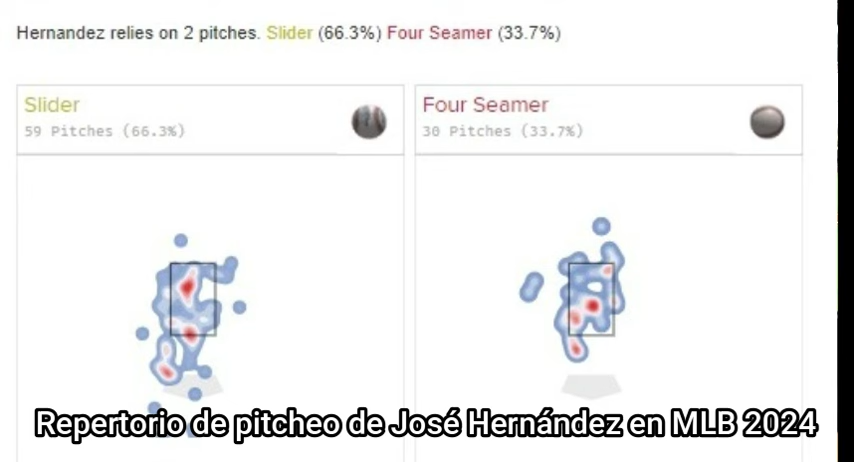 Hernandez relies on 2 pitches. Slider (66.3%) Four Seamer (33.7%)
Slider
59 Pitches (66.3%)
Four Seamer
30 Pitches (33.7%)
Repertorio de pitcheo de José Hernández en MLB 2024